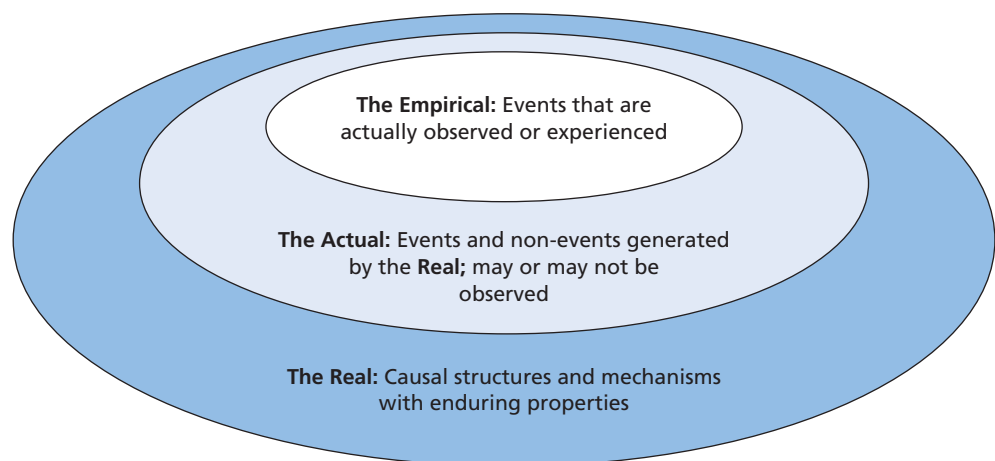 The Empirical: Events that are
actually observed or experienced
The Actual: Events and non-events generated
by the Real; may or may not be
observed
The Real: Causal structures and mechanisms
with enduring properties